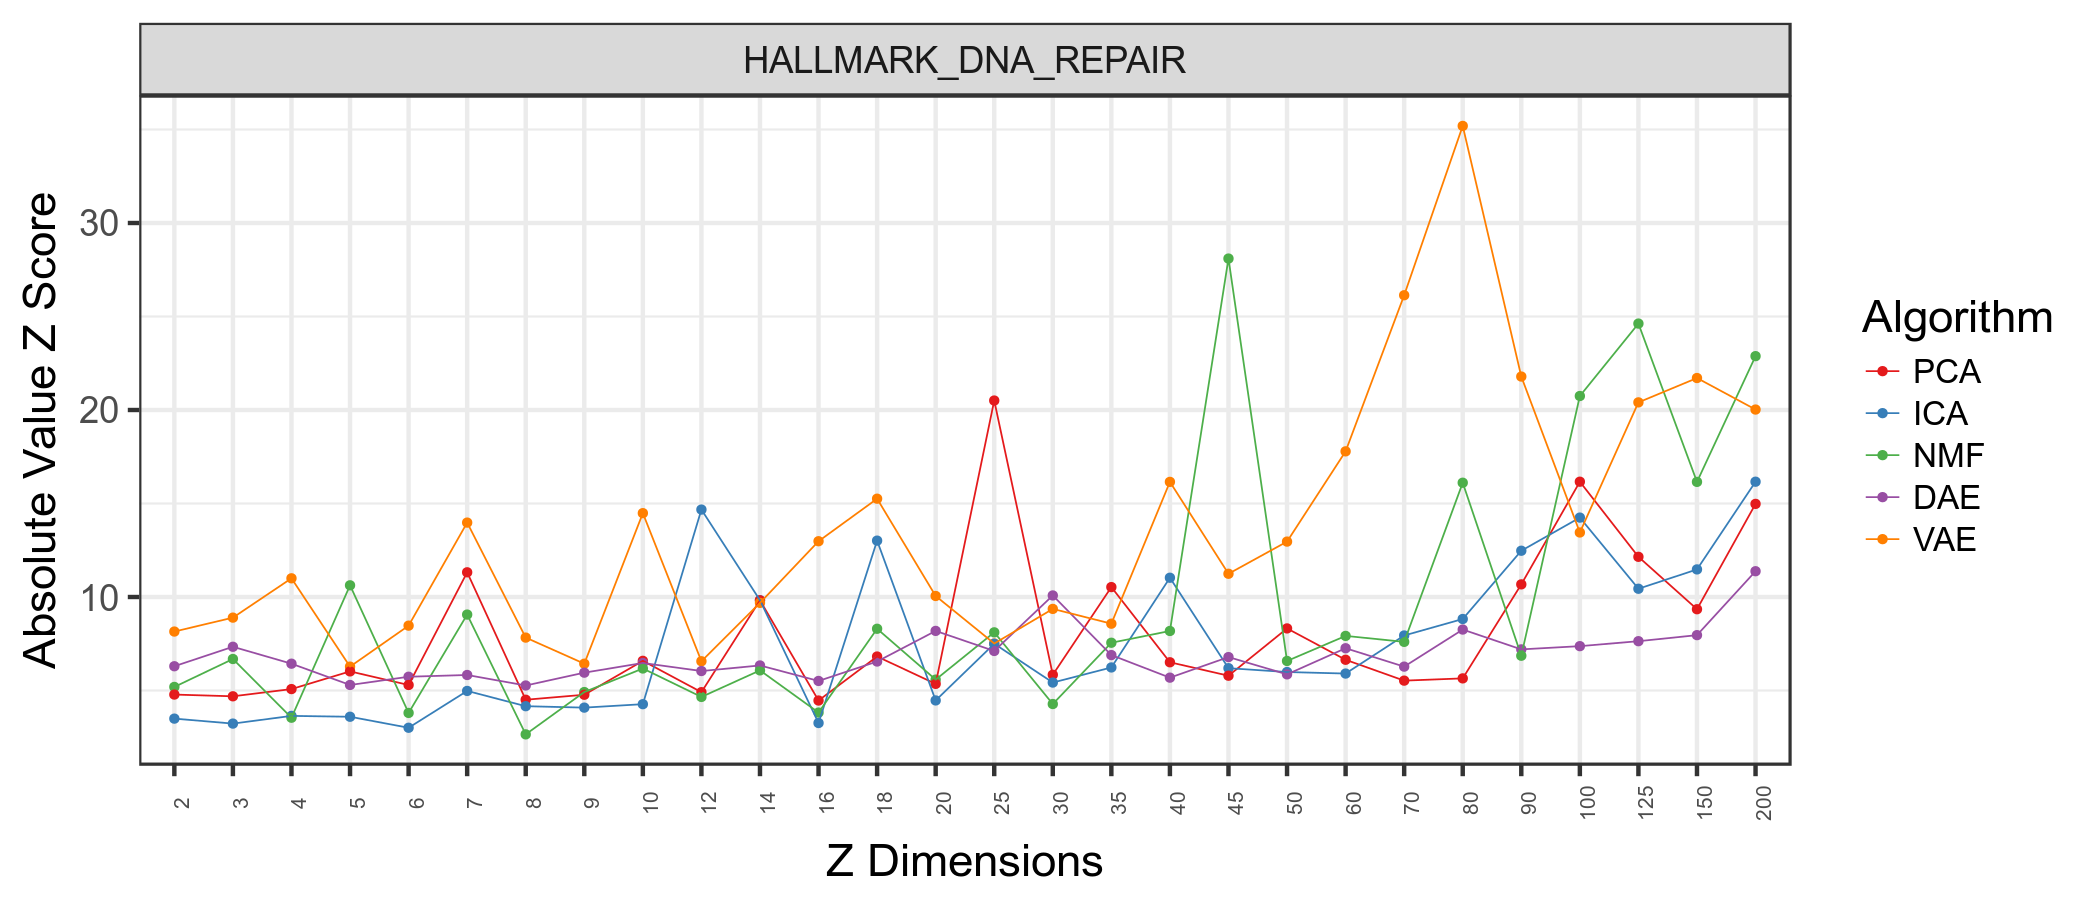 HALLMARK_DNA_REPAIR
Absolute Value Z Score
30
20
10
2 3 4 5 6 7 8 9 10 12 14 16 18 20 25 30 35 40 45 50 60 70 80 90 100 125 150 200
Z Dimensions
Algorithm
PCA
ICA
NMF
DAE
VAE